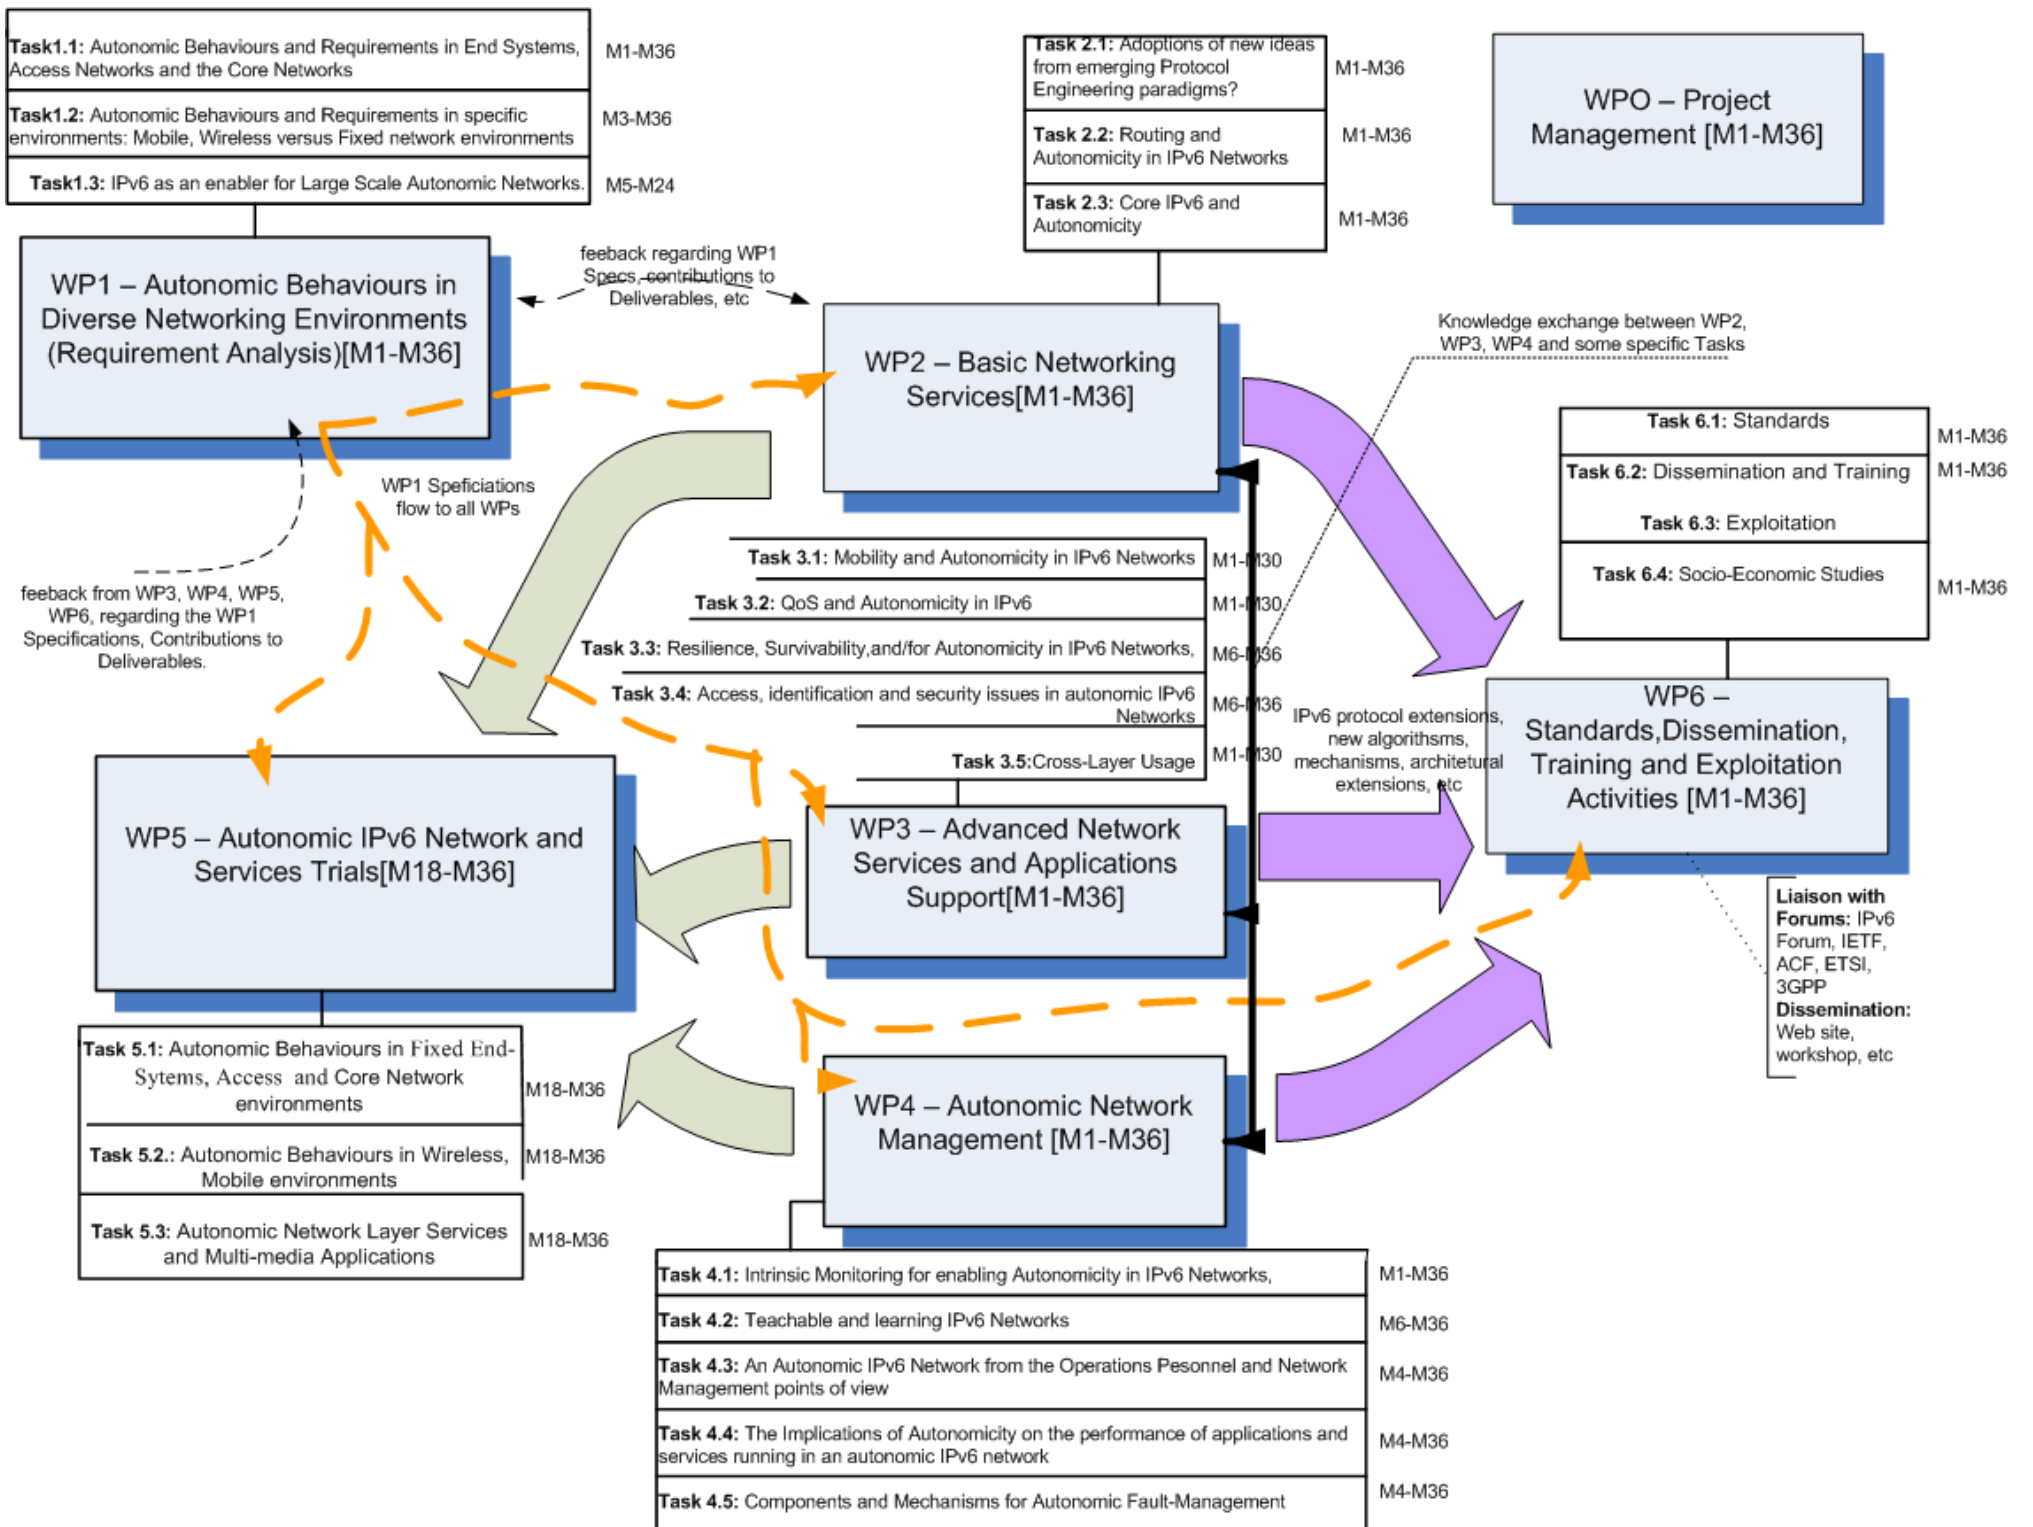 Task1.1: Autonomic Behaviours and Requirements in End Systems,
Access Networks and the Core Networks
M1-M36
Task1.2: Autonomic Behaviours and Requirements in specific
environments: Mobile, Wireless versus Fixed network environments
M3-M36
Task1.3: IPv6 as an enabler for Large Scale Autonomic Networks.
M5-M24
WP1 – Autonomic Behaviours in
Diverse Networking Environments
(Requirement Analysis)[M1-M36]
feeback regarding WP1
Specs, contributions to
Deliverables, etc
Task 2.1: Adoptions of new ideas
from emerging Protocol
Engineering paradigms?
M1-M36
Task 2.2: Routing and
Autonomicity in IPv6 Networks
M1-M36
Task 2.3: Core IPv6 and
Autonomicity
M1-M36
WPO – Project
Management [M1-M36]
WP2 – Basic Networking
Services[M1-M36]
Knowledge exchange between WP2,
WP3, WP4 and some specific Tasks
Task 6.1: Standards
M1-M36
Task 6.2: Dissemination and Training
M1-M36
Task 6.3: Exploitation
Task 6.4: Socio-Economic Studies
M1-M36
WP1 Speficiations
flow to all WPs
feeback from WP3, WP4, WP5,
WP6, regarding the WP1
Specifications, Contributions to
Deliverables.
Task 3.1: Mobility and Autonomicity in IPv6 Networks
M1-M30
Task 3.2: QoS and Autonomicity in IPv6
M1-M30
Task 3.3: Resilience, Survivability,and/for Autonomicity in IPv6 Networks,
M6-M36
Task 3.4: Access, identification and security issues in autonomic IPv6
Networks
M6-M36
Task 3.5:Cross-Layer Usage
M1-M30
IPv6 protocol extensions,
new algorithsms,
mechanisms, architetural
extensions, etc
WP6 –
Standards,Dissemination,
Training and Exploitation
Activities [M1-M36]
WP5 – Autonomic IPv6 Network and
Services Trials[M18-M36]
WP3 – Advanced Network
Services and Applications
Support[M1-M36]
Liaison with
Forums: IPv6
Forum, IETF,
ACF, ETSI,
3GPP
Dissemination:
Web site,
workshop, etc
Task 5.1: Autonomic Behaviours in Fixed End-
Sytems, Access and Core Network
environments
M18-M36
Task 5.2.: Autonomic Behaviours in Wireless,
Mobile environments
M18-M36
Task 5.3: Autonomic Network Layer Services
and Multi-media Applications
M18-M36
WP4 – Autonomic Network
Management [M1-M36]
Task 4.1: Intrinsic Monitoring for enabling Autonomicity in IPv6 Networks,
M1-M36
Task 4.2: Teachable and learning IPv6 Networks
M6-M36
Task 4.3: An Autonomic IPv6 Network from the Operations Pesonnel and Network
Management points of view
M4-M36
Task 4.4: The Implications of Autonomicity on the performance of applications and
services running in an autonomic IPv6 network
M4-M36
Task 4.5: Components and Mechanisms for Autonomic Fault-Management
M4-M36